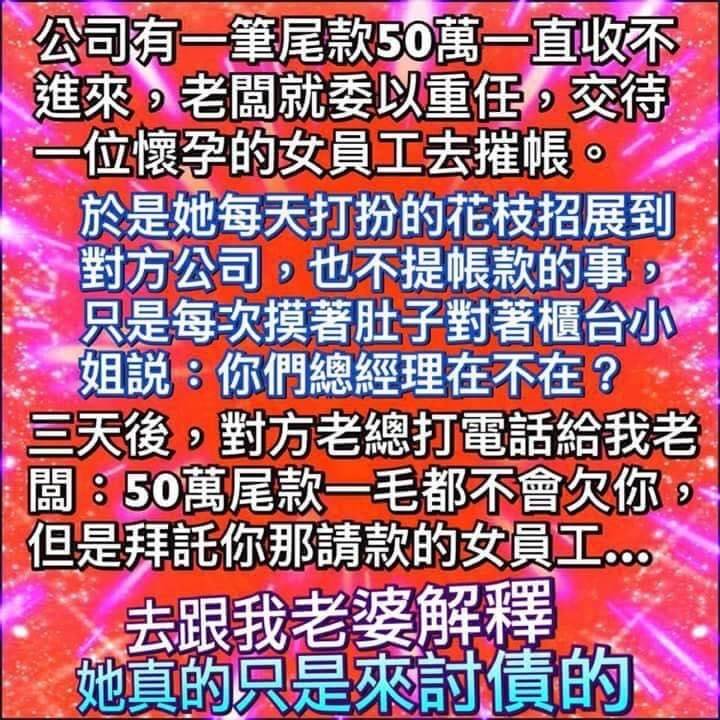 公司有一筆尾款50萬一直收不
進來，老闆就委以重任，交待
一位懷孕的女員工去摧帳。
於是她每天打扮的花枝招展到
對方公司，也不提帳款的事，
只是每次摸著肚子對著櫃台小
姐説：你們總經理在不在？
三天後，對方老總打電話給我老
闆：50萬尾款一毛都不會欠你，
但是拜託你那請款的女員工...
去跟我老婆解釋
她真的只是來討債的